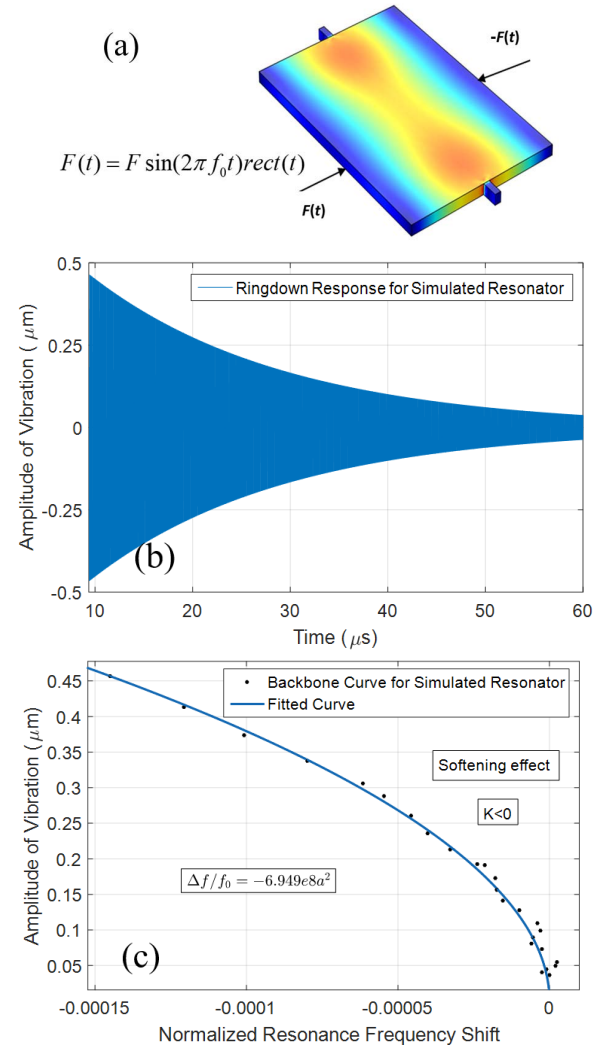 (a)
-F(t)
F(t) = F sin(2π f₀t)rect(t)
F(t)
0.5
Ringdown Response for Simulated Resonator
0.25
0
-0.25
-0.5
Amplitude of Vibration ( μm)
(b)
10 20 30 40 50 60
Time (μs)
Backbone Curve for Simulated Resonator
Fitted Curve
0.45
0.4
0.35
0.3
0.25
0.2
0.15
0.1
0.05
Amplitude of Vibration ( μm)
Softening effect
K<0
Δf/f₀ = −6.949e8a²
(c)
-0.00015 -0.0001 -0.00005 0
Normalized Resonance Frequency Shift